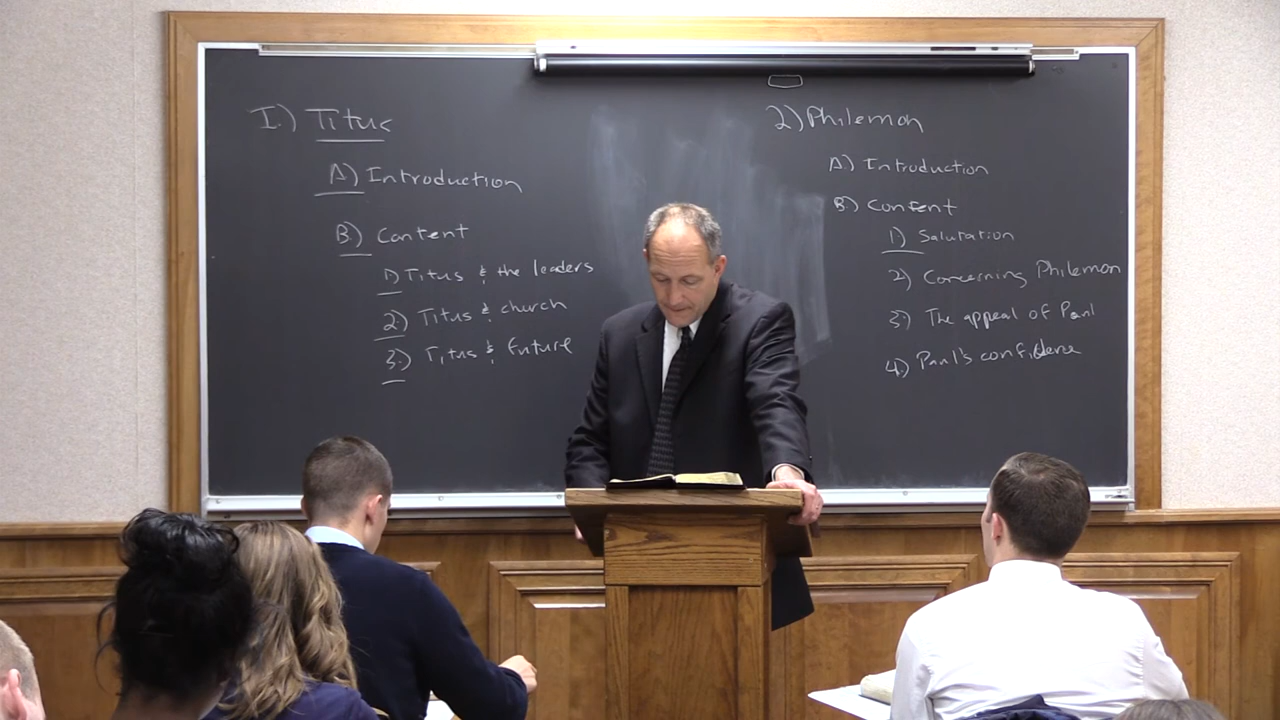 I.) Titus
A) Introduction
B.) Content
1) Titus & the leaders
2.) Titus & church
3.) Titus & future
2) Philemon
A.) Introduction
B.) Content
1) Salutation
2) Concerning Philemon
3) The appeal of Paul
4.) Paul's confidence